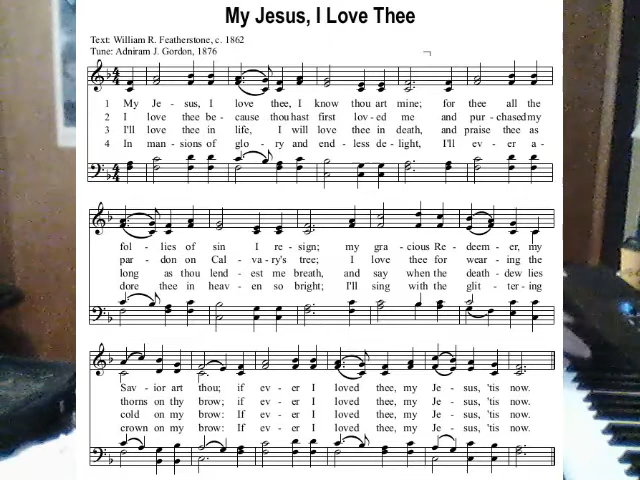 My Jesus, I Love Thee
Text: William R. Featherstone, c. 1862
Tune: Adniram J. Gordon, 1876
1 My Je - sus, I love thee, I know thou art mine; for thee all the
2 I love thee be - cause thou hast first lov - ed me and pur - chased my
3 I'll love thee in life, I will love thee in death, and praise thee as
4 In man - sions of glo - ry and end - less de - light, I'll ev - er a -
fol - lies of sin I re - sign; my gra - cious Re - deem - er, my
par - don on Cal - va - ry's tree; I love thee for wear - ing the
long as thou lend - est me breath, and say when the death - dew lies
dore thee in heav - en so bright; I'll sing with the glit - ter - ing
Sav - ior art thou; if ev - er I loved thee, my Je - sus, 'tis now.
thorns on thy brow; if ev - er I loved thee, my Je - sus, 'tis now.
cold on my brow: If ev - er I loved thee, my Je - sus, 'tis now.
crown on my brow: If ev - er I loved thee, my Je - sus, 'tis now.